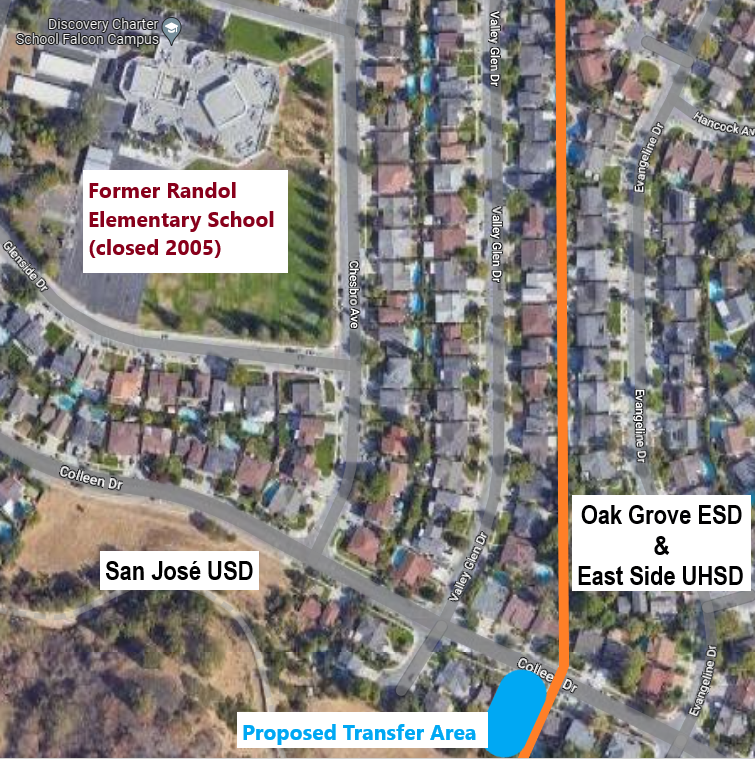 Discovery Charter
School Falcon Campus
Valley Glen Dr
Hancock Av
Evangeline Dr
Former Randol
Elementary School
(closed 2005)
Valley Glen Dr
Glenside Dr
Chesbro Ave
Evangeline Dr
Colleen Dr
Oak Grove ESD
&
East Side UHSD
San José USD
Valley Glen Dr
Colleen Dr
Evangeline Dr
Proposed Transfer Area